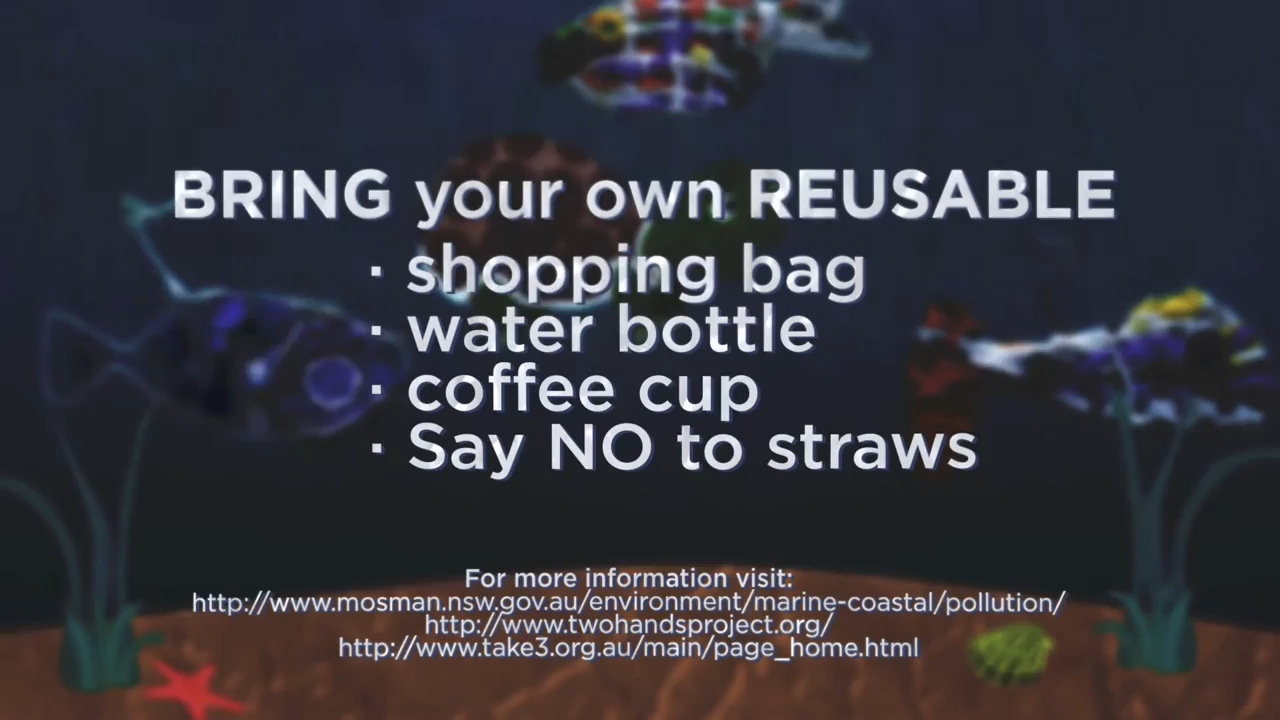 BRING your own REUSABLE
· shopping bag
· water bottle
· coffee cup
· Say NO to straws
For more information visit:
http://www.mosman.nsw.gov.au/environment/marine-coastal/pollution/
http://www.twohandsproject.org/
http://www.take3.org.au/main/page_home.html